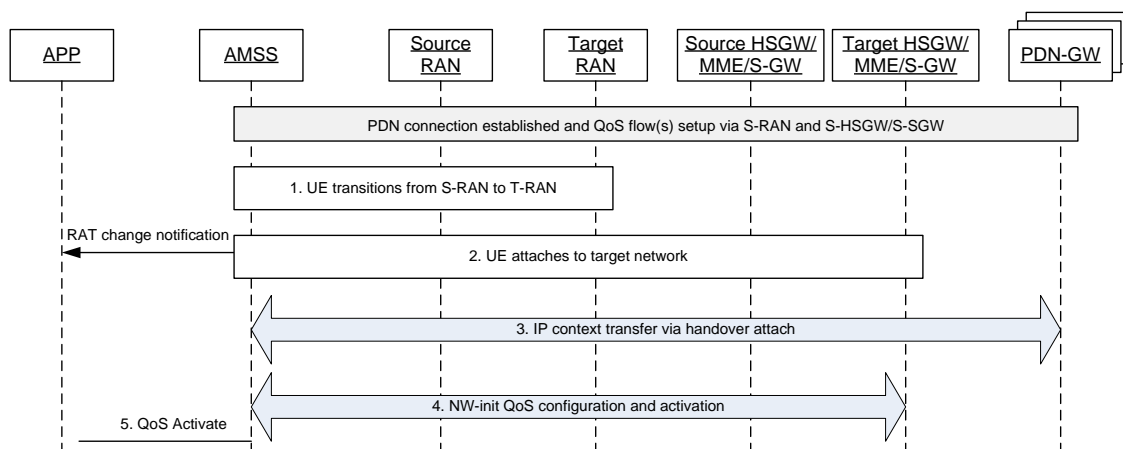 APP
AMSS
Source
RAN
Target
RAN
Source HSGW/
MME/S-GW
Target HSGW/
MME/S-GW
PDN-GW
PDN connection established and QoS flow(s) setup via S-RAN and S-HSGW/S-SGW
1. UE transitions from S-RAN to T-RAN
RAT change notification
2. UE attaches to target network
3. IP context transfer via handover attach
4. NW-init QoS configuration and activation
5. QoS Activate